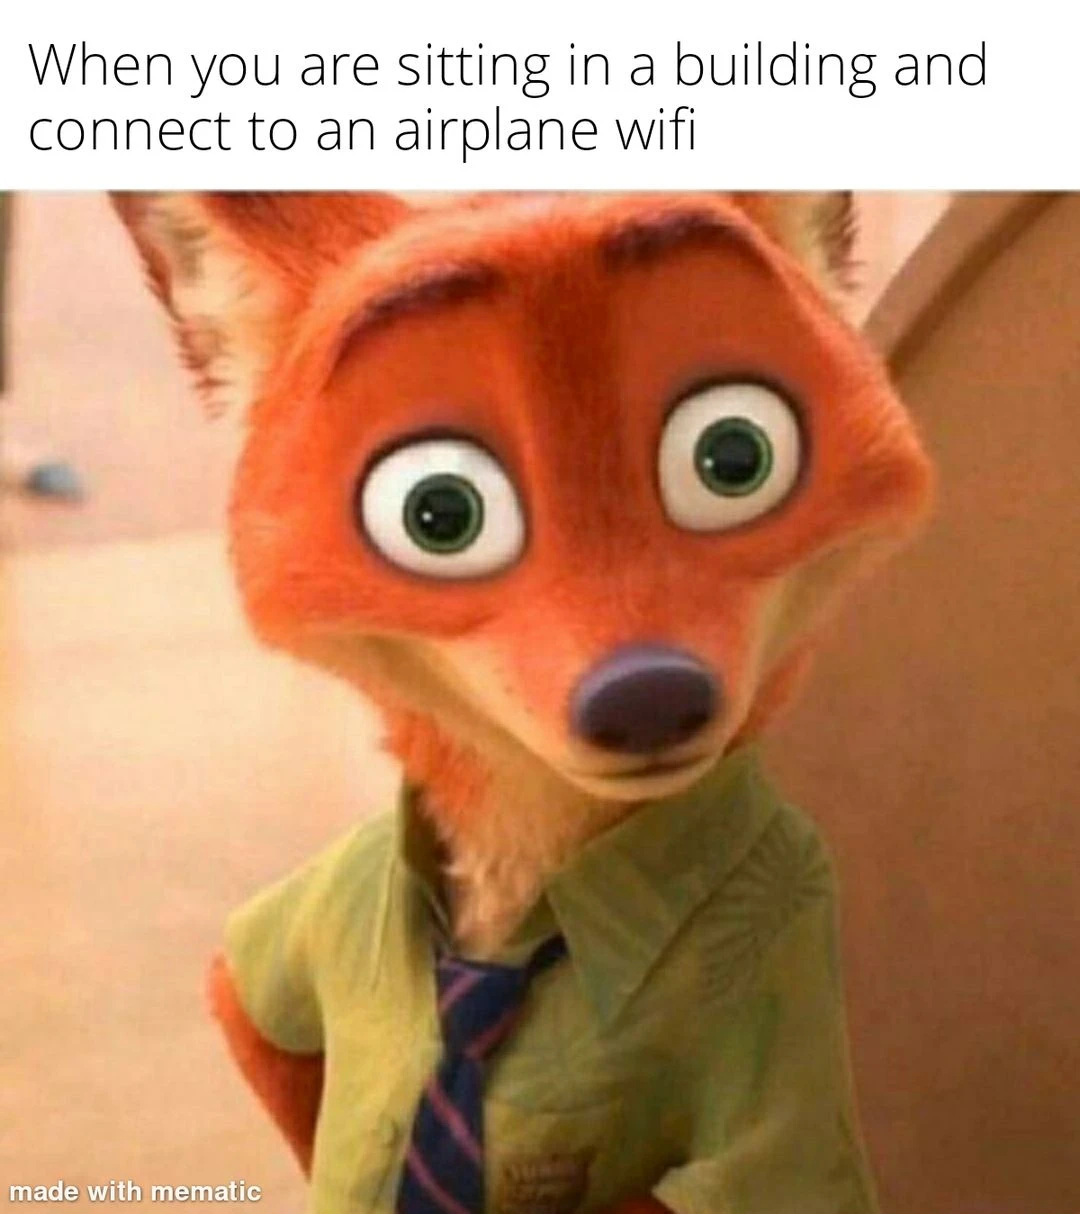 When you are sitting in a building and
connect to an airplane wifi
made with mematic